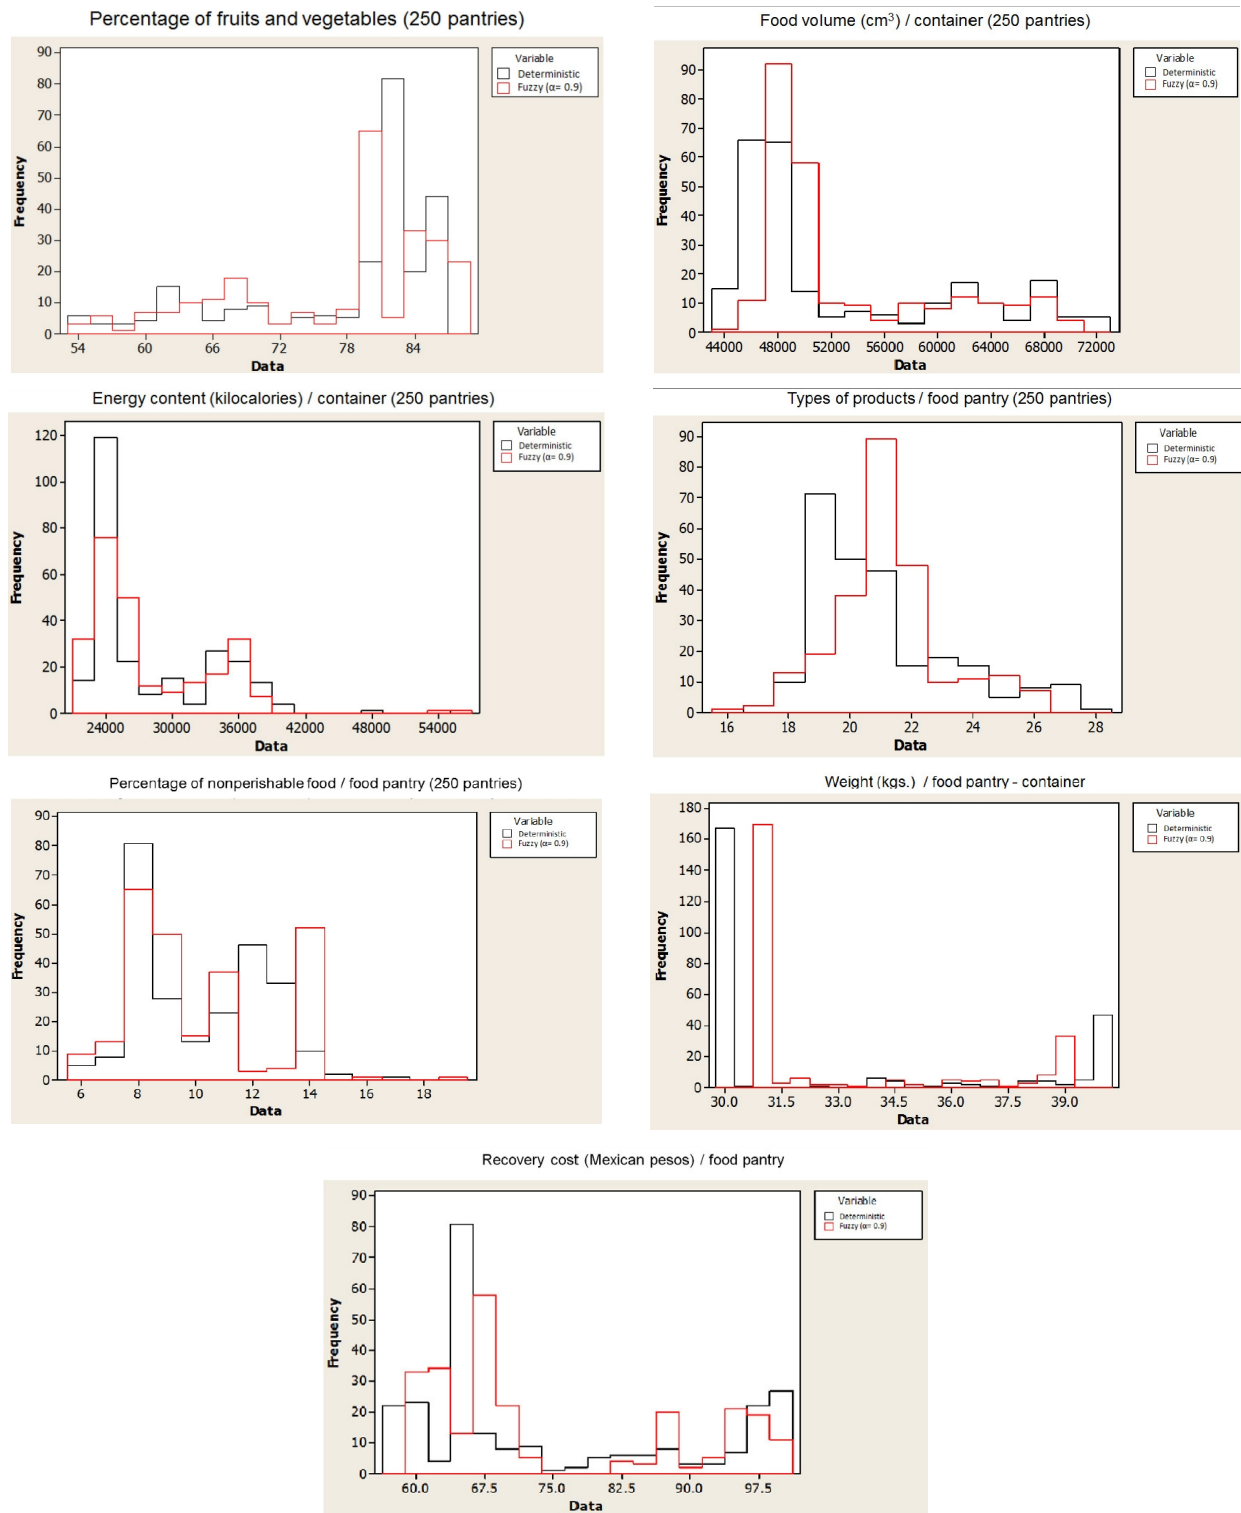 Percentage of fruits and vegetables (250 pantries)
90
80
70
60
50
40
30
20
10
0
Frequency
54 60 66 72 78 84
Data
Variable
Deterministic
Fuzzy (α= 0.9)
Food volume (cm³) / container (250 pantries)
90
80
70
60
50
40
30
20
10
0
Frequency
44000 48000 52000 56000 60000 64000 68000 72000
Data
Variable
Deterministic
Fuzzy (α= 0.9)
Energy content (kilocalories) / container (250 pantries)
120
100
80
60
40
20
0
Frequency
24000 30000 36000 42000 48000 54000
Data
Variable
Deterministic
Fuzzy (α= 0.9)
Types of products / food pantry (250 pantries)
90
80
70
60
50
40
30
20
10
0
Frequency
16 18 20 22 24 26 28
Data
Variable
Deterministic
Fuzzy (α= 0.9)
Percentage of nonperishable food / food pantry (250 pantries)
90
80
70
60
50
40
30
20
10
0
Frequency
6 8 10 12 14 16 18
Data
Variable
Deterministic
Fuzzy (α= 0.9)
Weight (kgs.) / food pantry - container
180
160
140
120
100
80
60
40
20
0
Frequency
30.0 31.5 33.0 34.5 36.0 37.5 39.0
Data
Variable
Deterministic
Fuzzy (α= 0.9)
Recovery cost (Mexican pesos) / food pantry
90
80
70
60
50
40
30
20
10
0
Frequency
60.0 67.5 75.0 82.5 90.0 97.5
Data
Variable
Deterministic
Fuzzy (α= 0.9)